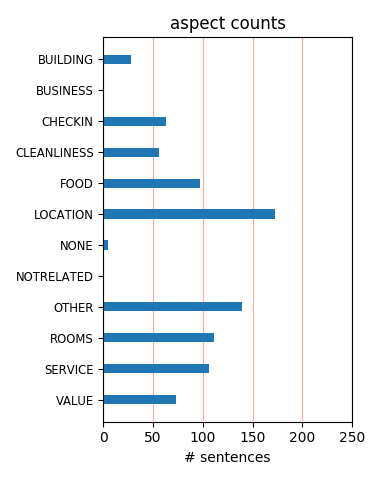 aspect counts
BUILDING
BUSINESS
CHECKIN
CLEANLINESS
FOOD
LOCATION
NONE
NOTRELATED
OTHER
ROOMS
SERVICE
VALUE
0 50 100 150 200 250
# sentences